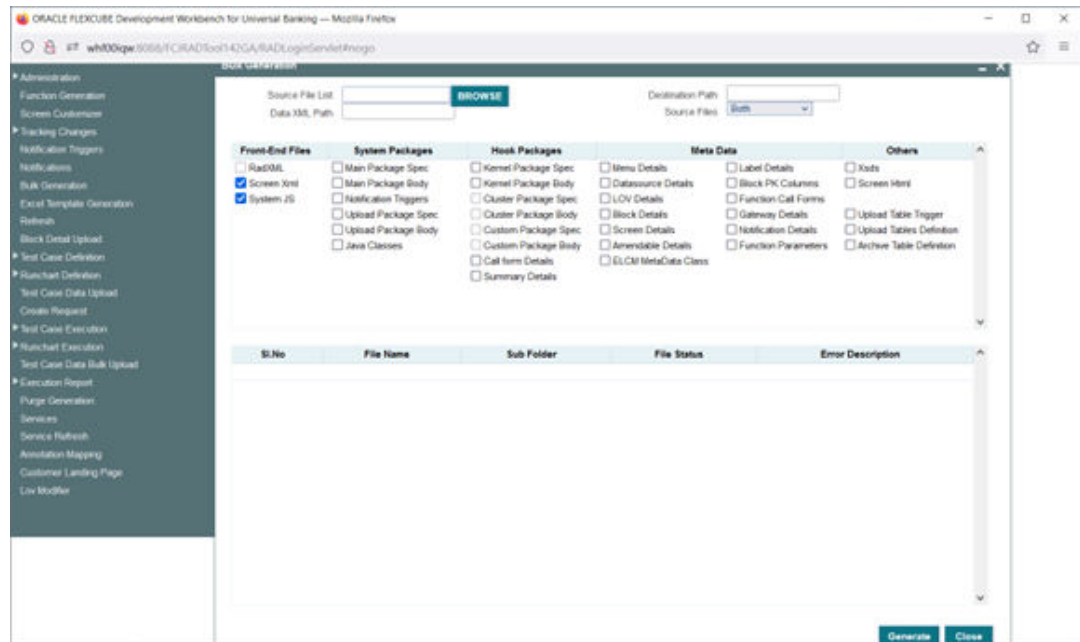 ORACLE FLEXCUBE Development Workbench for Universal Banking — Mozilla Firefox
whf00iqw:8088/FCJRADTool142GA/RADLoginServlet#nogo
Administration
Function Generation
Screen Customizer
Tracking Changes
Notification Triggers
Notifications
Bulk Generation
Excel Template Generation
Refresh
Block Detail Upload
Test Case Definition
Runchart Definition
Test Case Data Upload
Create Request
Test Case Execution
Runchart Execution
Test Case Data Bulk Upload
Execution Report
Purge Generation
Services
Service Refresh
Annotation Mapping
Customer Landing Page
Lov Modifier
Bulk Generation
Source File List BROWSE Destination Path
Data XML Path Source Files Both
Front-End Files System Packages Hook Packages Meta Data Others
RadXML Main Package Spec Kernel Package Spec Menu Details Label Details Xsds
Screen Xml Main Package Body Kernel Package Body Datasource Details Block PK Columns Screen Html
System JS Notification Triggers Cluster Package Spec LOV Details Function Call Forms
Upload Package Spec Cluster Package Body Block Details Gateway Details Upload Table Trigger
Upload Package Body Custom Package Spec Screen Details Notification Details Upload Tables Definition
Java Classes Custom Package Body Amendable Details Function Parameters Archive Table Definition
Call form Details ELCM MetaData Class
Summary Details
Sl.No File Name Sub Folder File Status Error Description
Generate Close